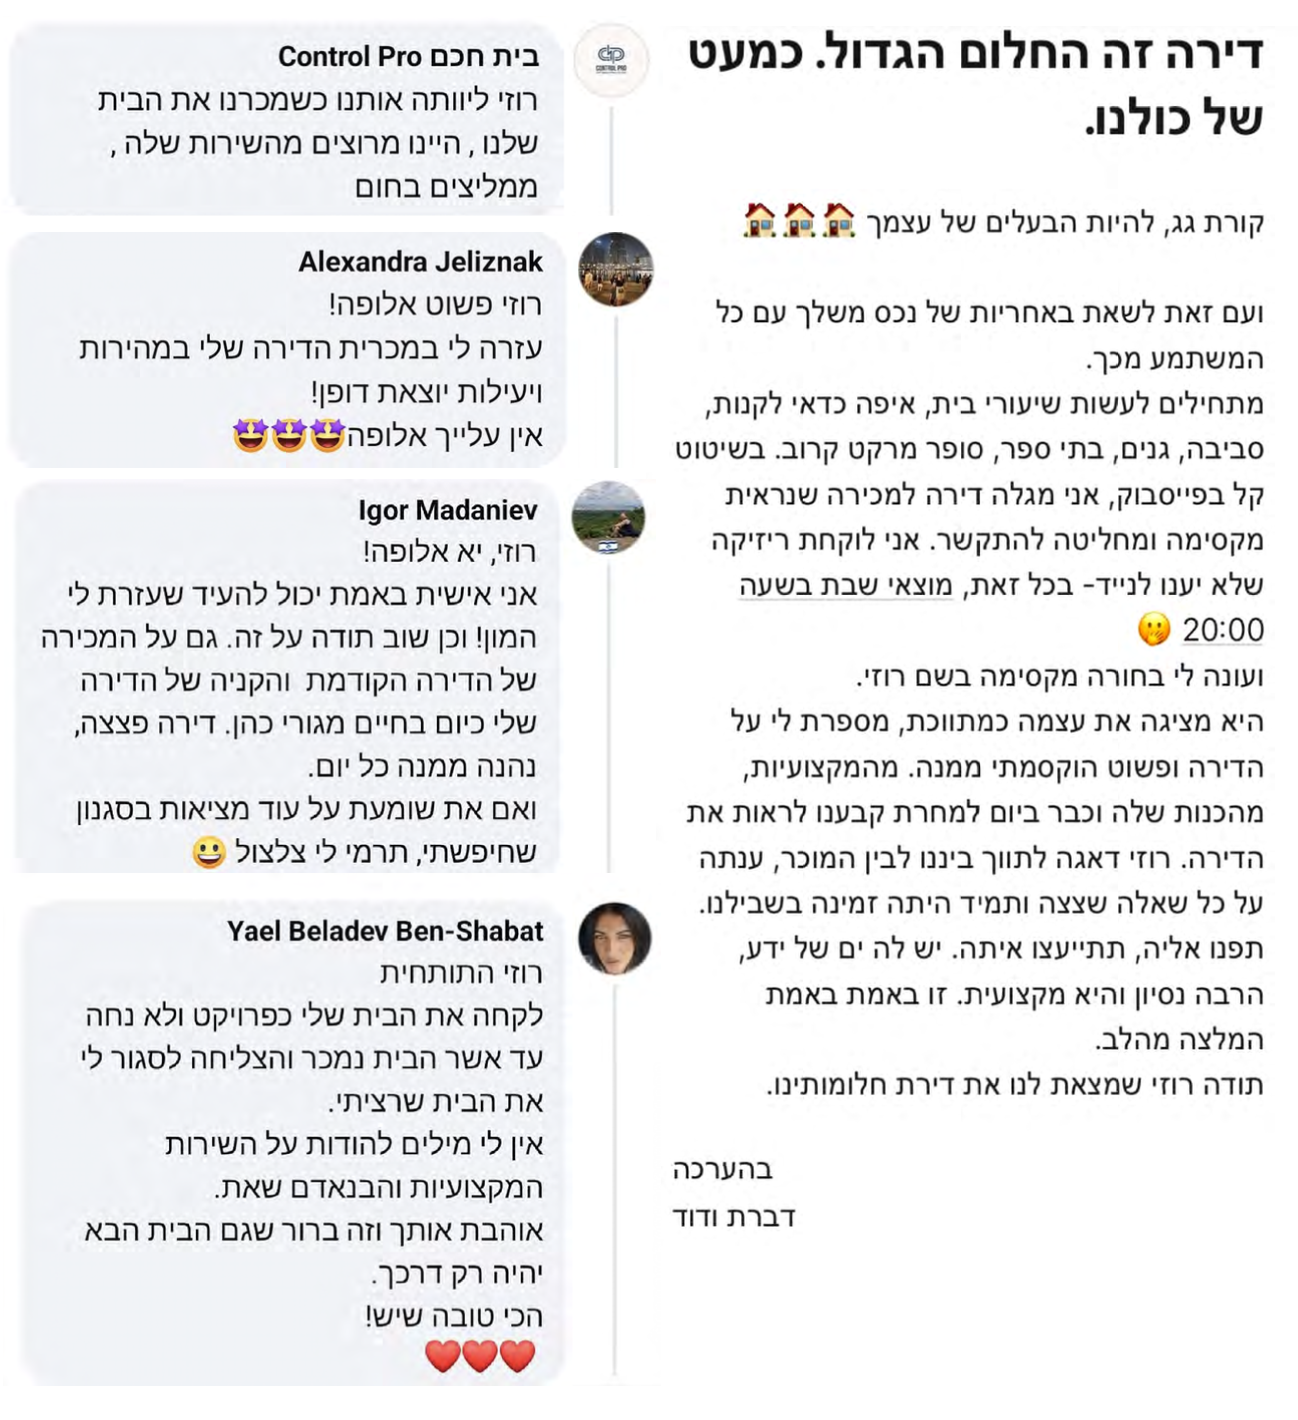 דירה זה החלום הגדול. כמעט
של כולנו.
קורת גג, להיות הבעלים של עצמך 🏠🏠🏠
ועם זאת לשאת באחריות של נכס משלך עם כל
המשתמע מכך.
מתחילים לעשות שיעורי בית, איפה כדאי לקנות,
סביבה, גנים, בתי ספר, סופר מרקט קרוב. בשיטוט
קל בפייסבוק, אני מגלה דירה למכירה שנראית
מקסימה ומחליטה להתקשר. אני לוקחת ריזיקה
שלא יענו לנייד- בכל זאת, מוצאי שבת בשעה
20:00 🤭
ועונה לי בחורה מקסימה בשם רוזי.
היא מציגה את עצמה כמתווכת, מספרת לי על
הדירה ופשוט הוקסמתי ממנה. מהמקצועיות,
מהכנות שלה וכבר ביום למחרת קבענו לראות את
הדירה. רוזי דאגה לתווך ביננו לבין המוכר, ענתה
על כל שאלה שצצה ותמיד היתה זמינה בשבילנו.
תפנו אליה, תתייעצו איתה. יש לה ים של ידע,
הרבה נסיון והיא מקצועית. זו באמת באמת
המלצה מהלב.
תודה רוזי שמצאת לנו את דירת חלומותינו.
בהערכה
דברת ודוד
CONTROL PRO
בית חכם Control Pro
רוזי ליוותה אותנו כשמכרנו את הבית
שלנו , היינו מרוצים מהשירות שלה ,
ממליצים בחום
Alexandra Jeliznak
רוזי פשוט אלופה!
עזרה לי במכרית הדירה שלי במהירות
ויעילות יוצאת דופן!
אין עלייך אלופה🤩🤩🤩
Igor Madaniev
רוזי, יא אלופה!
אני אישית באמת יכול להעיד שעזרת לי
המון! וכן שוב תודה על זה. גם על המכירה
של הדירה הקודמת והקניה של הדירה
שלי כיום בחיים מגורי כהן. דירה פצצה,
נהנה ממנה כל יום.
ואם את שומעת על עוד מציאות בסגנון
שחיפשתי, תרמי לי צלצול 😀
Yael Beladev Ben-Shabat
רוזי התותחית
לקחה את הבית שלי כפרויקט ולא נחה
עד אשר הבית נמכר והצליחה לסגור לי
את הבית שרציתי.
אין לי מילים להודות על השירות
המקצועיות והבנאדם שאת.
אוהבת אותך וזה ברור שגם הבית הבא
יהיה רק דרכך.
הכי טובה שיש!
❤️❤️❤️